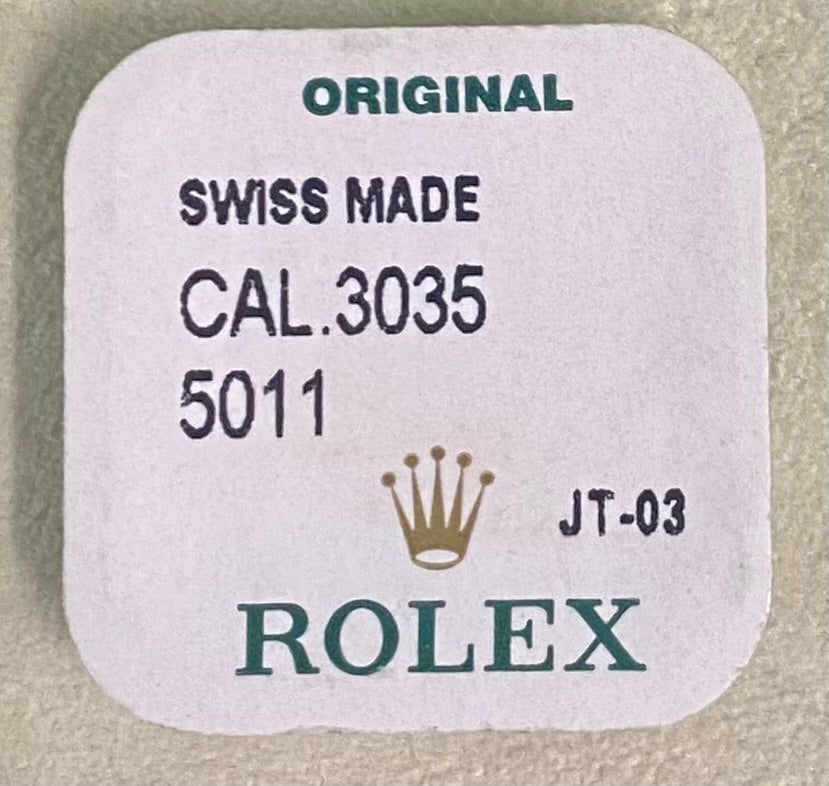 ORIGINAL
SWISS MADE
CAL.3035
5011
JT-03
ROLEX